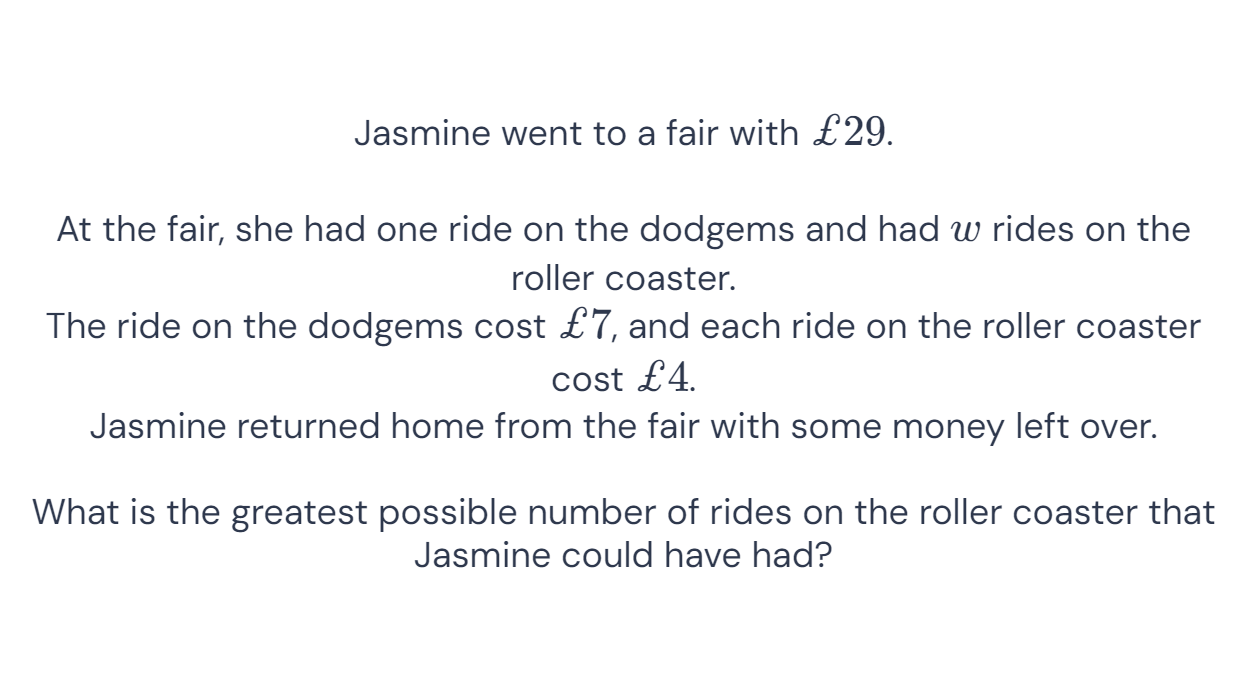 Jasmine went to a fair with £29.
At the fair, she had one ride on the dodgems and had w rides on the
roller coaster.
The ride on the dodgems cost £7, and each ride on the roller coaster
cost £4.
Jasmine returned home from the fair with some money left over.
What is the greatest possible number of rides on the roller coaster that
Jasmine could have had?